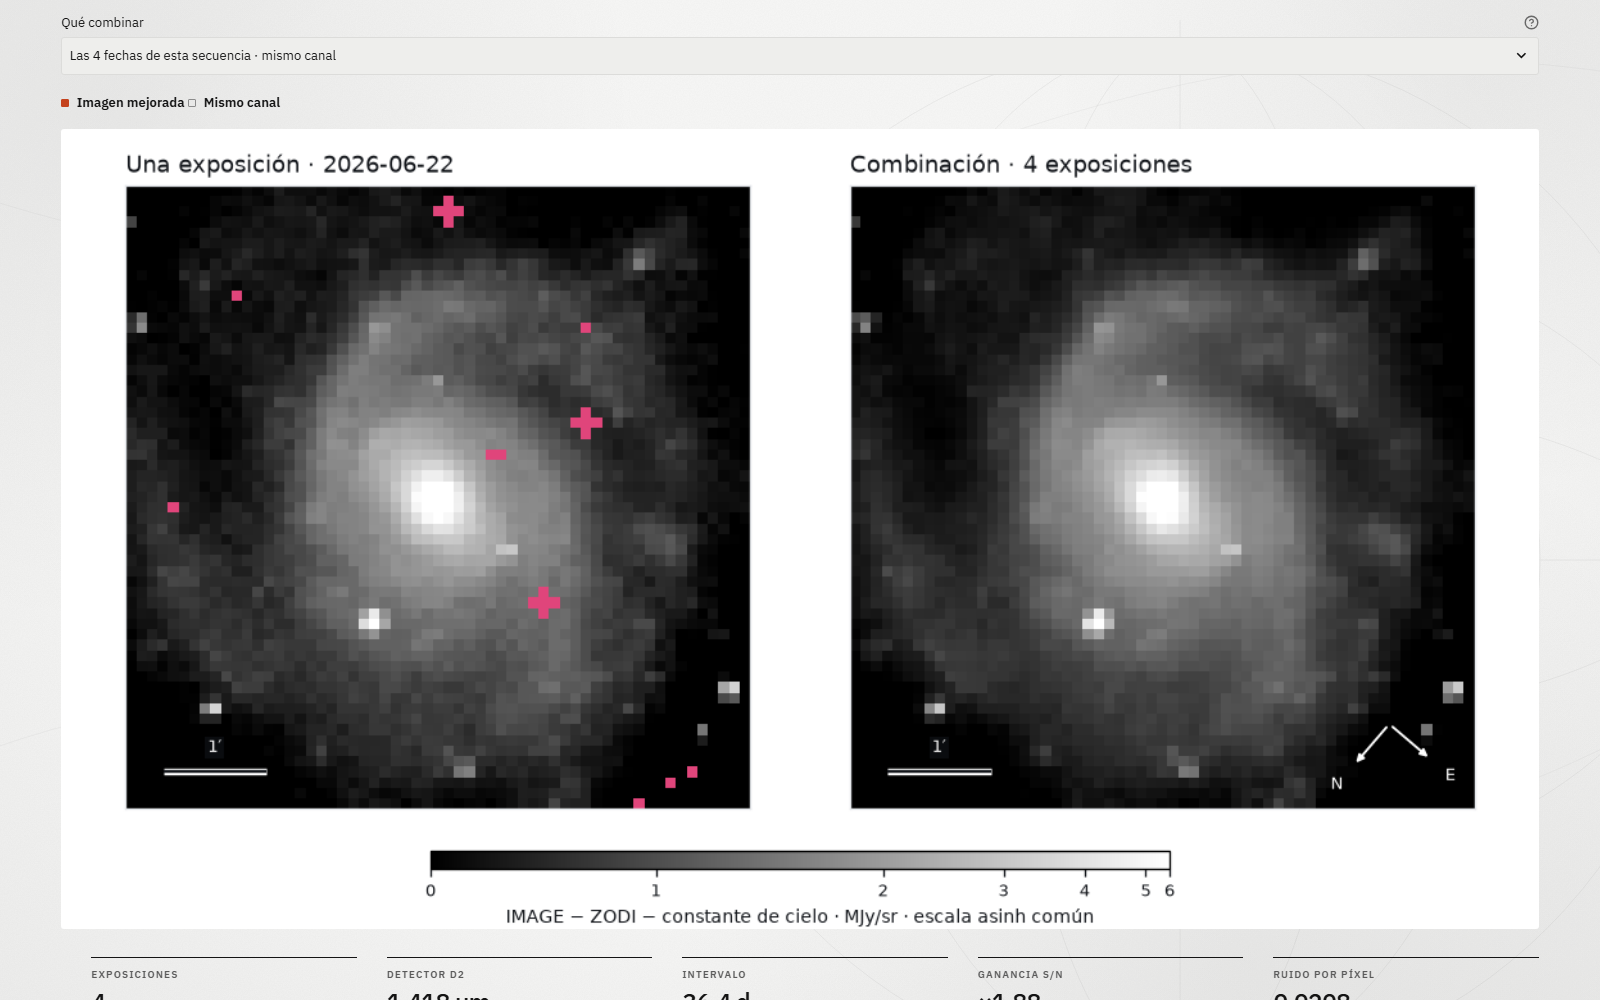 Qué combinar
Las 4 fechas de esta secuencia · mismo canal
Imagen mejorada Mismo canal
Una exposición · 2026-06-22
Combinación · 4 exposiciones
1′
1′
N
E
0 1 2 3 4 5 6
IMAGE − ZODI − constante de cielo · MJy/sr · escala asinh común
EXPOSICIONES
DETECTOR D2
INTERVALO
GANANCIA S/N
RUIDO POR PÍXEL